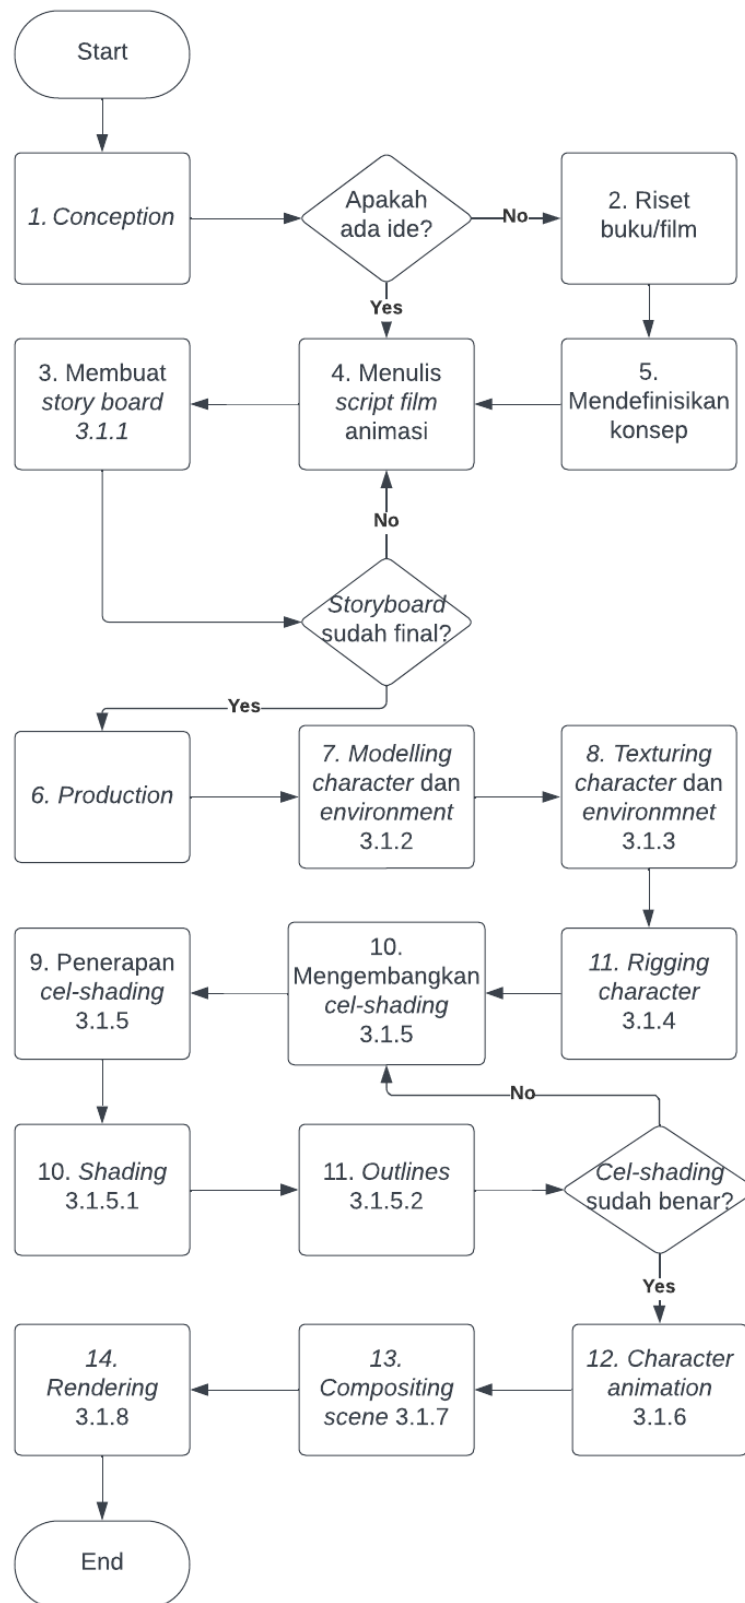 Start
1. Conception
Apakah
ada ide?
No
2. Riset
buku/film
Yes
3. Membuat
story board
3.1.1
4. Menulis
script film
animasi
5.
Mendefinisikan
konsep
No
Storyboard
sudah final?
Yes
6. Production
7. Modelling
character dan
environment
3.1.2
8. Texturing
character dan
environmnet
3.1.3
9. Penerapan
cel-shading
3.1.5
10.
Mengembangkan
cel-shading
3.1.5
11. Rigging
character
3.1.4
No
10. Shading
3.1.5.1
11. Outlines
3.1.5.2
Cel-shading
sudah benar?
Yes
14.
Rendering
3.1.8
13.
Compositing
scene 3.1.7
12. Character
animation
3.1.6
End